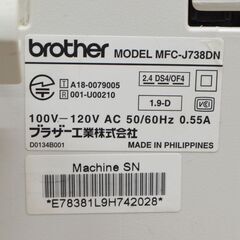 brother MODEL MFC-J738DN
T A18-0079005
R 001-U00210
2.4 DS4/OF4
1.9-D
100V－120V AC 50/60Hz 0.55A
ブラザー工業株式会社
MADE IN PHILIPPINES
D0134B001
Machine SN
*E78381L9H742028*